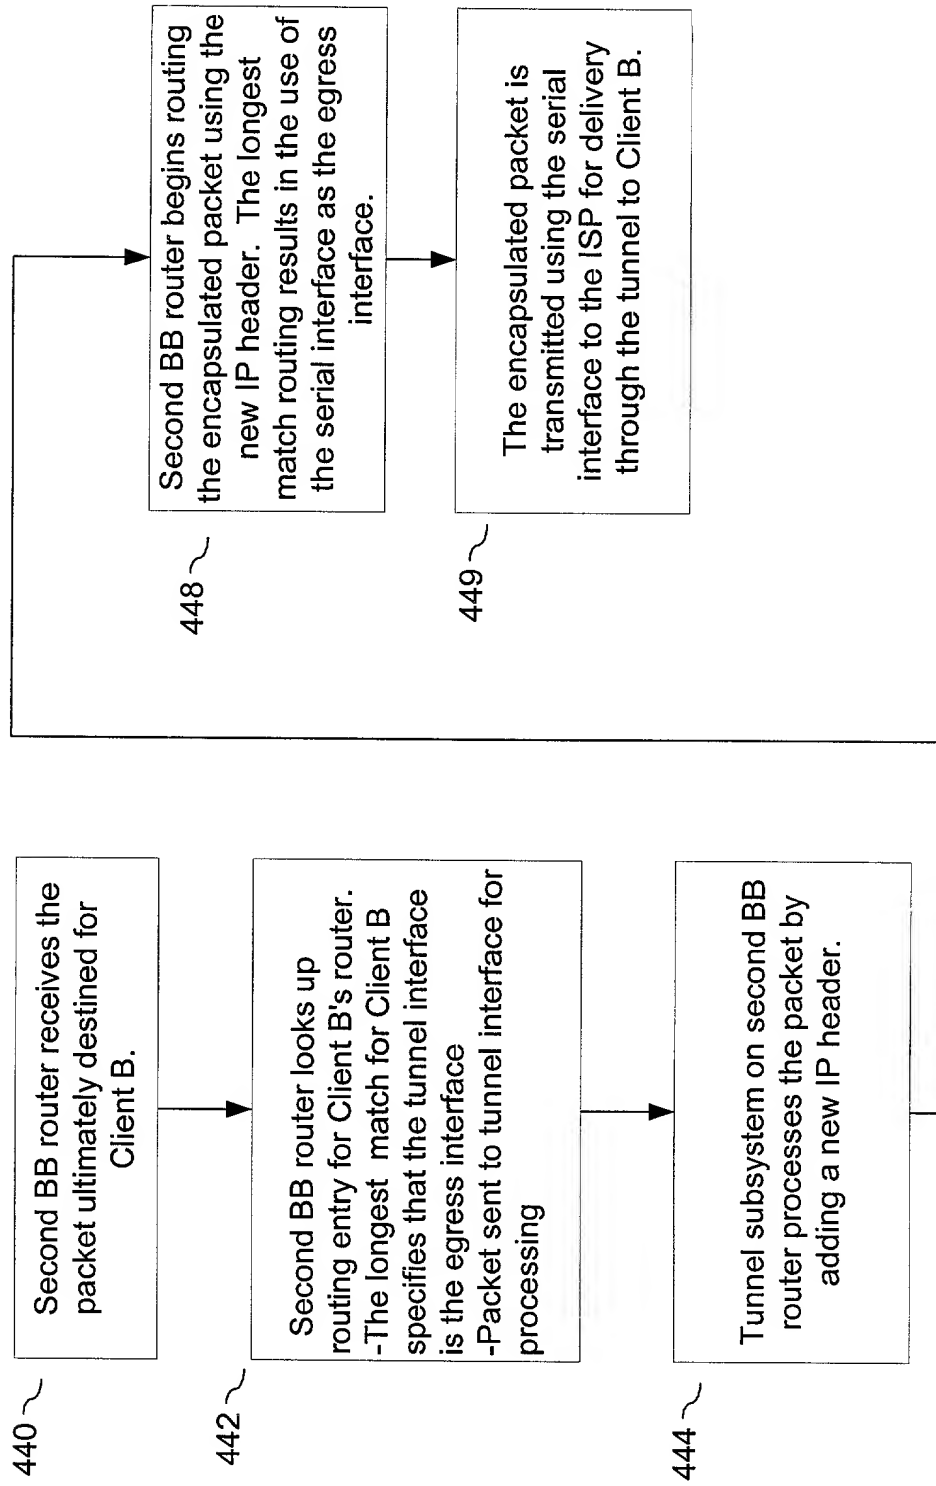 440
Second BB router receives the
packet ultimately destined for
Client B.
442
Second BB router looks up
routing entry for Client B's router.
-The longest match for Client B
specifies that the tunnel interface
is the egress interface
-Packet sent to tunnel interface for
processing
444
Tunnel subsystem on second BB
router processes the packet by
adding a new IP header.
448
Second BB router begins routing
the encapsulated packet using the
new IP header. The longest
match routing results in the use of
the serial interface as the egress
interface.
449
The encapsulated packet is
transmitted using the serial
interface to the ISP for delivery
through the tunnel to Client B.